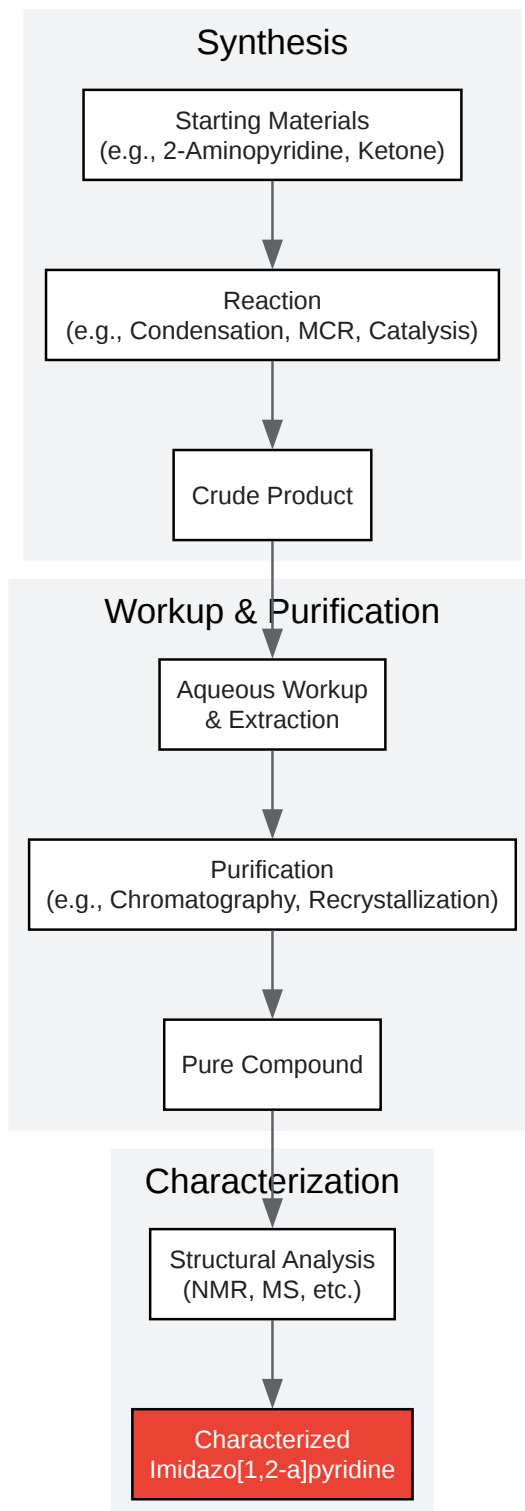 Synthesis
Starting Materials
(e.g., 2-Aminopyridine, Ketone)
Reaction
(e.g., Condensation, MCR, Catalysis)
Crude Product
Workup & Purification
Aqueous Workup
& Extraction
Purification
(e.g., Chromatography, Recrystallization)
Pure Compound
Characterization
Structural Analysis
(NMR, MS, etc.)
Characterized
Imidazo[1,2-a]pyridine